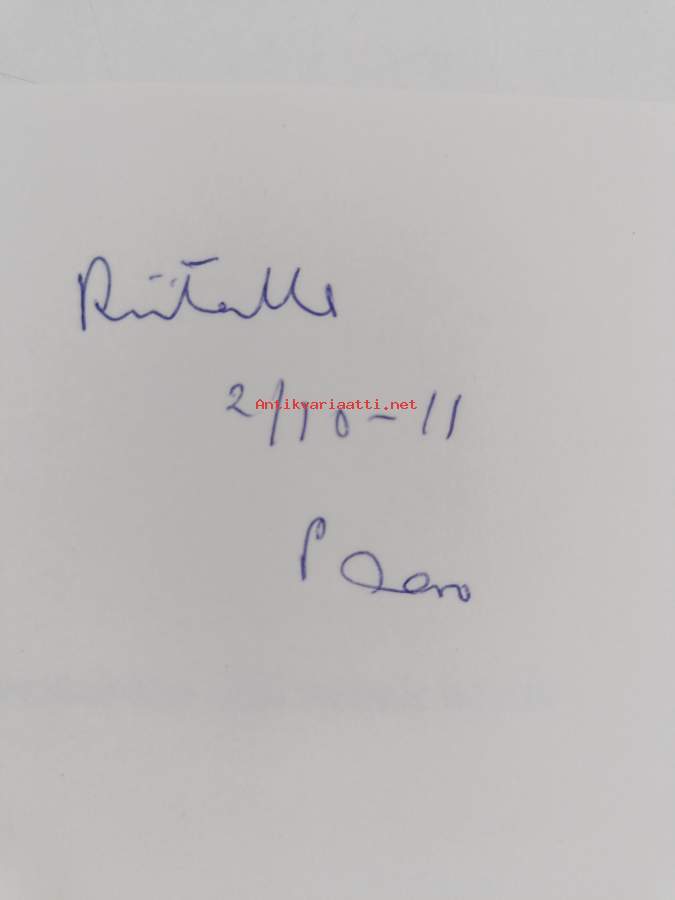 Riitalle
2/10-11
Antikvariaatti.net
P